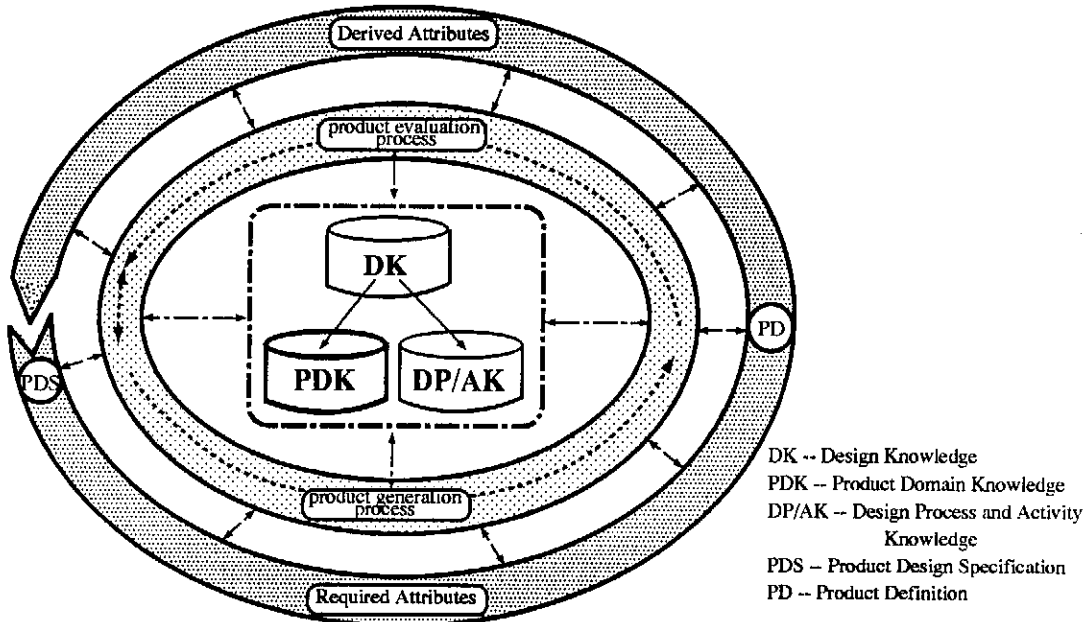 Derived Attributes
product evaluation
process
DK
PDK
DP/AK
PD
PDS
product generation
process
Required Attributes
DK -- Design Knowledge
PDK -- Product Domain Knowledge
DP/AK -- Design Process and Activity
Knowledge
PDS -- Product Design Specification
PD -- Product Definition